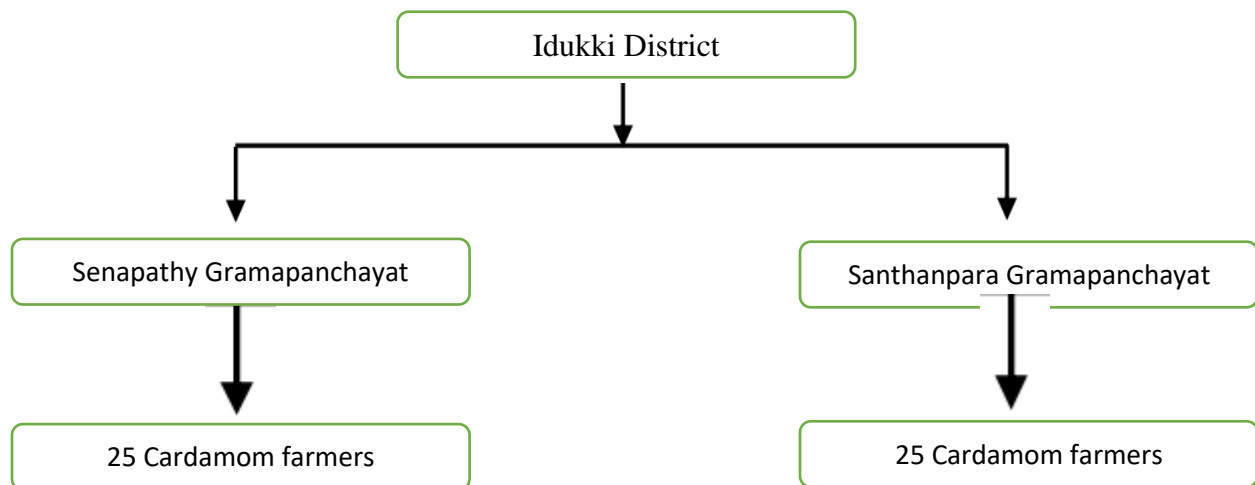 Idukki District
Senapathy Gramapanchayat
Santhanpara Gramapanchayat
25 Cardamom farmers
25 Cardamom farmers